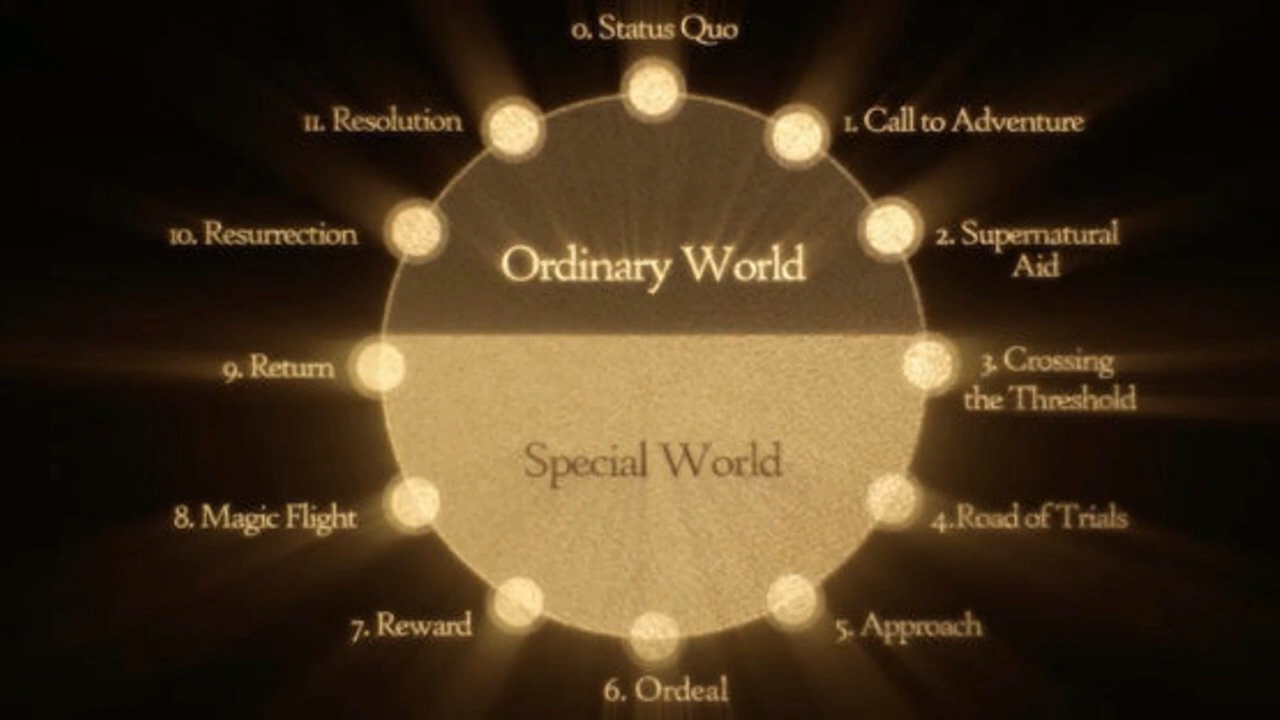 0. Status Quo
11. Resolution
1. Call to Adventure
10. Resurrection
2. Supernatural
Aid
Ordinary World
9. Return
3. Crossing
the Threshold
Special World
8. Magic Flight
4.Road of Trials
7. Reward
5. Approach
6. Ordeal